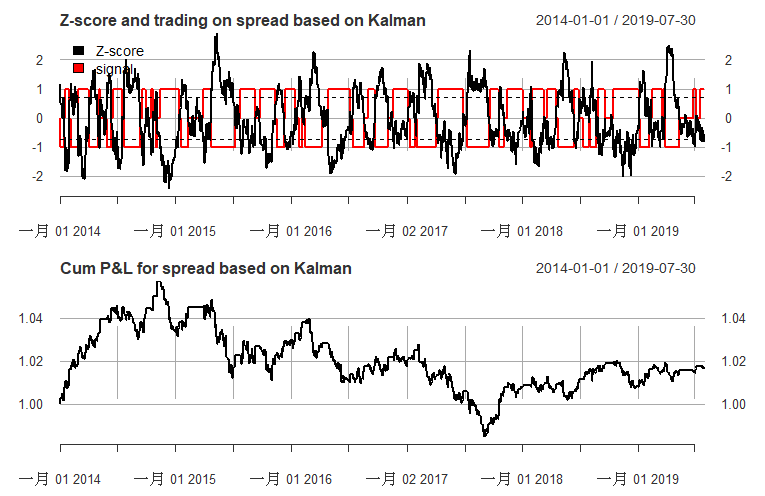 Z-score and trading on spread based on Kalman 2014-01-01 / 2019-07-30
Z-score
signal
2 2
1 1
0 0
-1 -1
-2 -2
一月 01 2014 一月 01 2015 一月 01 2016 一月 02 2017 一月 01 2018 一月 01 2019
Cum P&L for spread based on Kalman 2014-01-01 / 2019-07-30
1.04 1.04
1.02 1.02
1.00 1.00
一月 01 2014 一月 01 2015 一月 01 2016 一月 02 2017 一月 01 2018 一月 01 2019